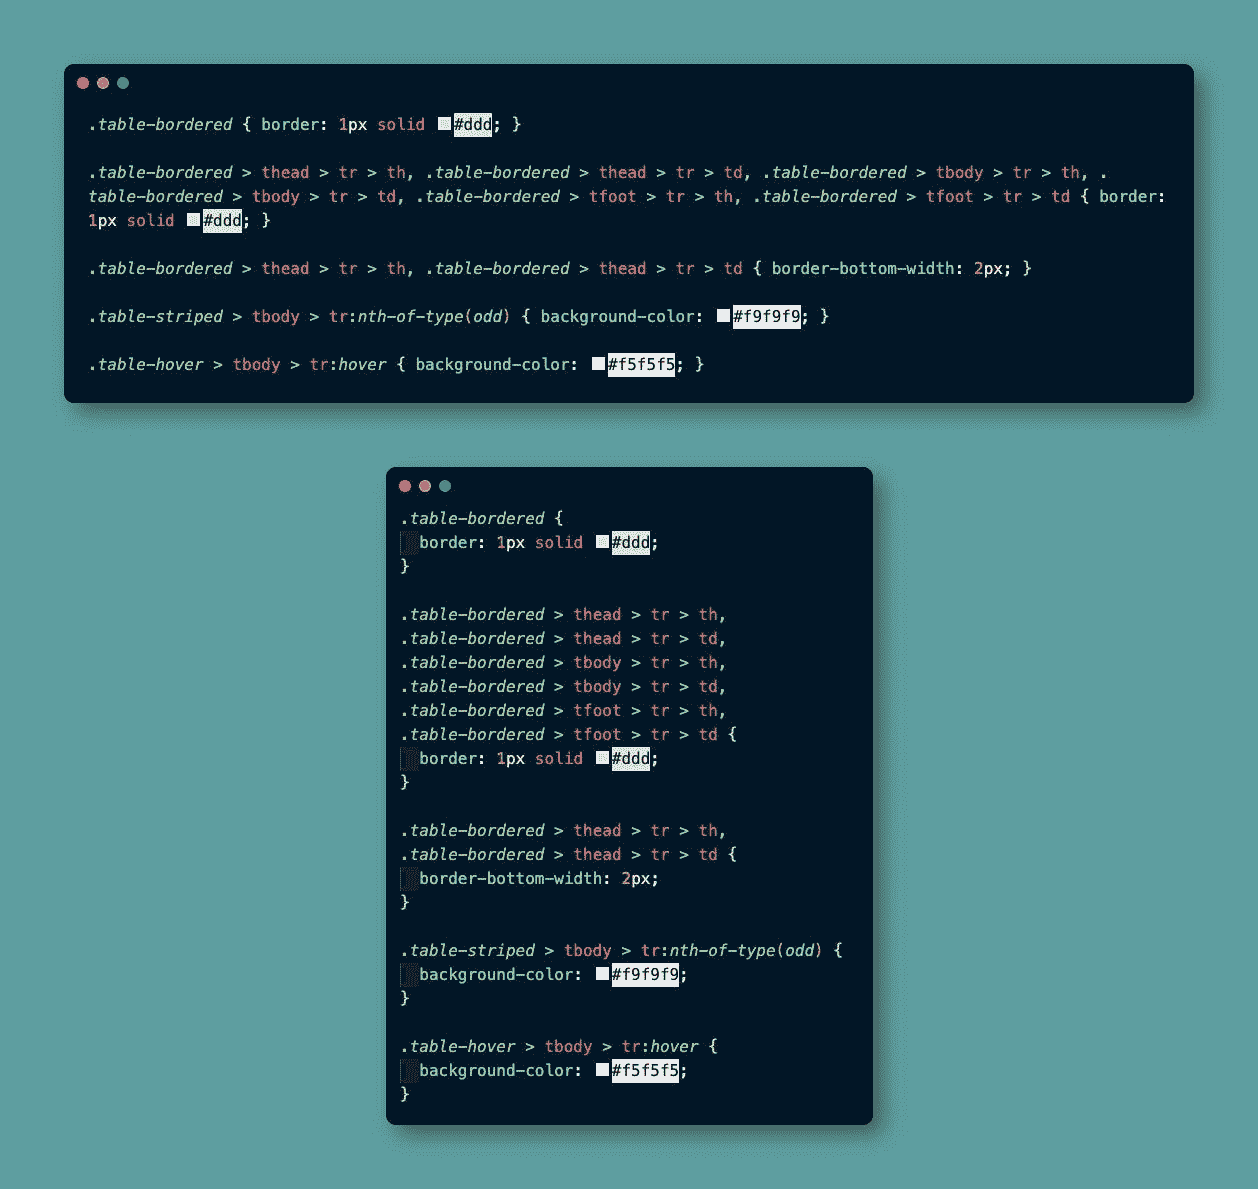 .table-bordered { border: 1px solid #ddd; }
.table-bordered > thead > tr > th, .table-bordered > thead > tr > td, .table-bordered > tbody > tr > th, .
table-bordered > tbody > tr > td, .table-bordered > tfoot > tr > th, .table-bordered > tfoot > tr > td { border:
1px solid #ddd; }
.table-bordered > thead > tr > th, .table-bordered > thead > tr > td { border-bottom-width: 2px; }
.table-striped > tbody > tr:nth-of-type(odd) { background-color: #f9f9f9; }
.table-hover > tbody > tr:hover { background-color: #f5f5f5; }
.table-bordered {
border: 1px solid #ddd;
}
.table-bordered > thead > tr > th,
.table-bordered > thead > tr > td,
.table-bordered > tbody > tr > th,
.table-bordered > tbody > tr > td,
.table-bordered > tfoot > tr > th,
.table-bordered > tfoot > tr > td {
border: 1px solid #ddd;
}
.table-bordered > thead > tr > th,
.table-bordered > thead > tr > td {
border-bottom-width: 2px;
}
.table-striped > tbody > tr:nth-of-type(odd) {
background-color: #f9f9f9;
}
.table-hover > tbody > tr:hover {
background-color: #f5f5f5;
}